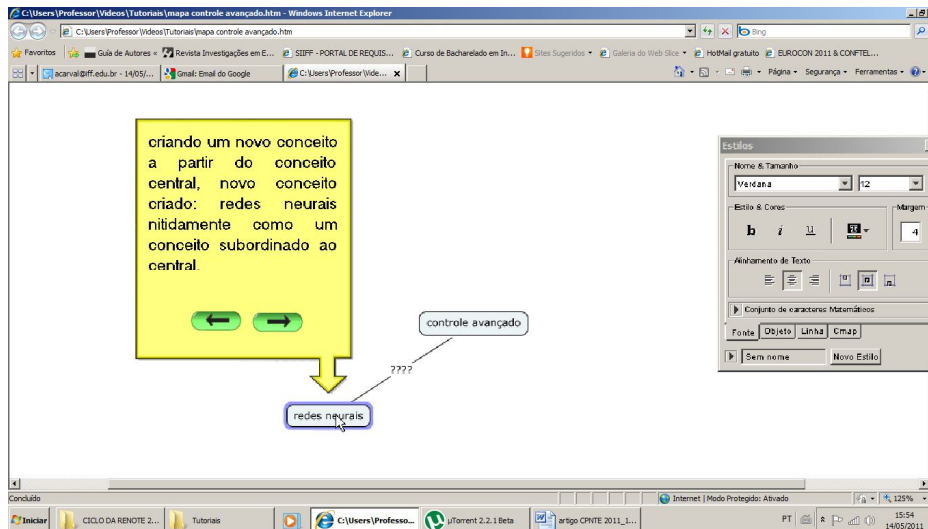 C:\Users\Professor\Videos\Tutoriais\mapa controle avançado.htm - Windows Internet Explorer
C:\Users\Professor\Videos\Tutoriais\mapa controle avançado.htm
Bing
Favoritos
Guia de Autores «
Revista Investigações em E...
SIIFF - PORTAL DE REQUIS...
Curso de Bacharelado em In...
Sites Sugeridos
Galeria do Web Slice
HotMail gratuito
EUROCON 2011 & CONFTEL...
acarval@iff.edu.br - 14/05/...
Gmail: Email do Google
C:\Users\Professor\Vide...
Página
Segurança
Ferramentas
criando um novo conceito
a partir do conceito
central, novo conceito
criado: redes neurais
nitidamente como um
conceito subordinado ao
central.
controle avançado
????
redes neurais
Estilos
Nome & Tamanho
Verdana
12
Estilo & Cores
Margem
b i u
4
Alinhamento de Texto
Conjunto de caracteres Matemáticos
Fonte Objeto Linha Cmap
Sem nome
Novo Estilo
Concluído
Internet | Modo Protegido: Ativado
125%
Iniciar
CICLO DA RENOTE 2...
Tutoriais
C:\Users\Professo...
µTorrent 2.2.1 Beta
artigo CPNTE 2011_1...
PT
15:54
14/05/2011